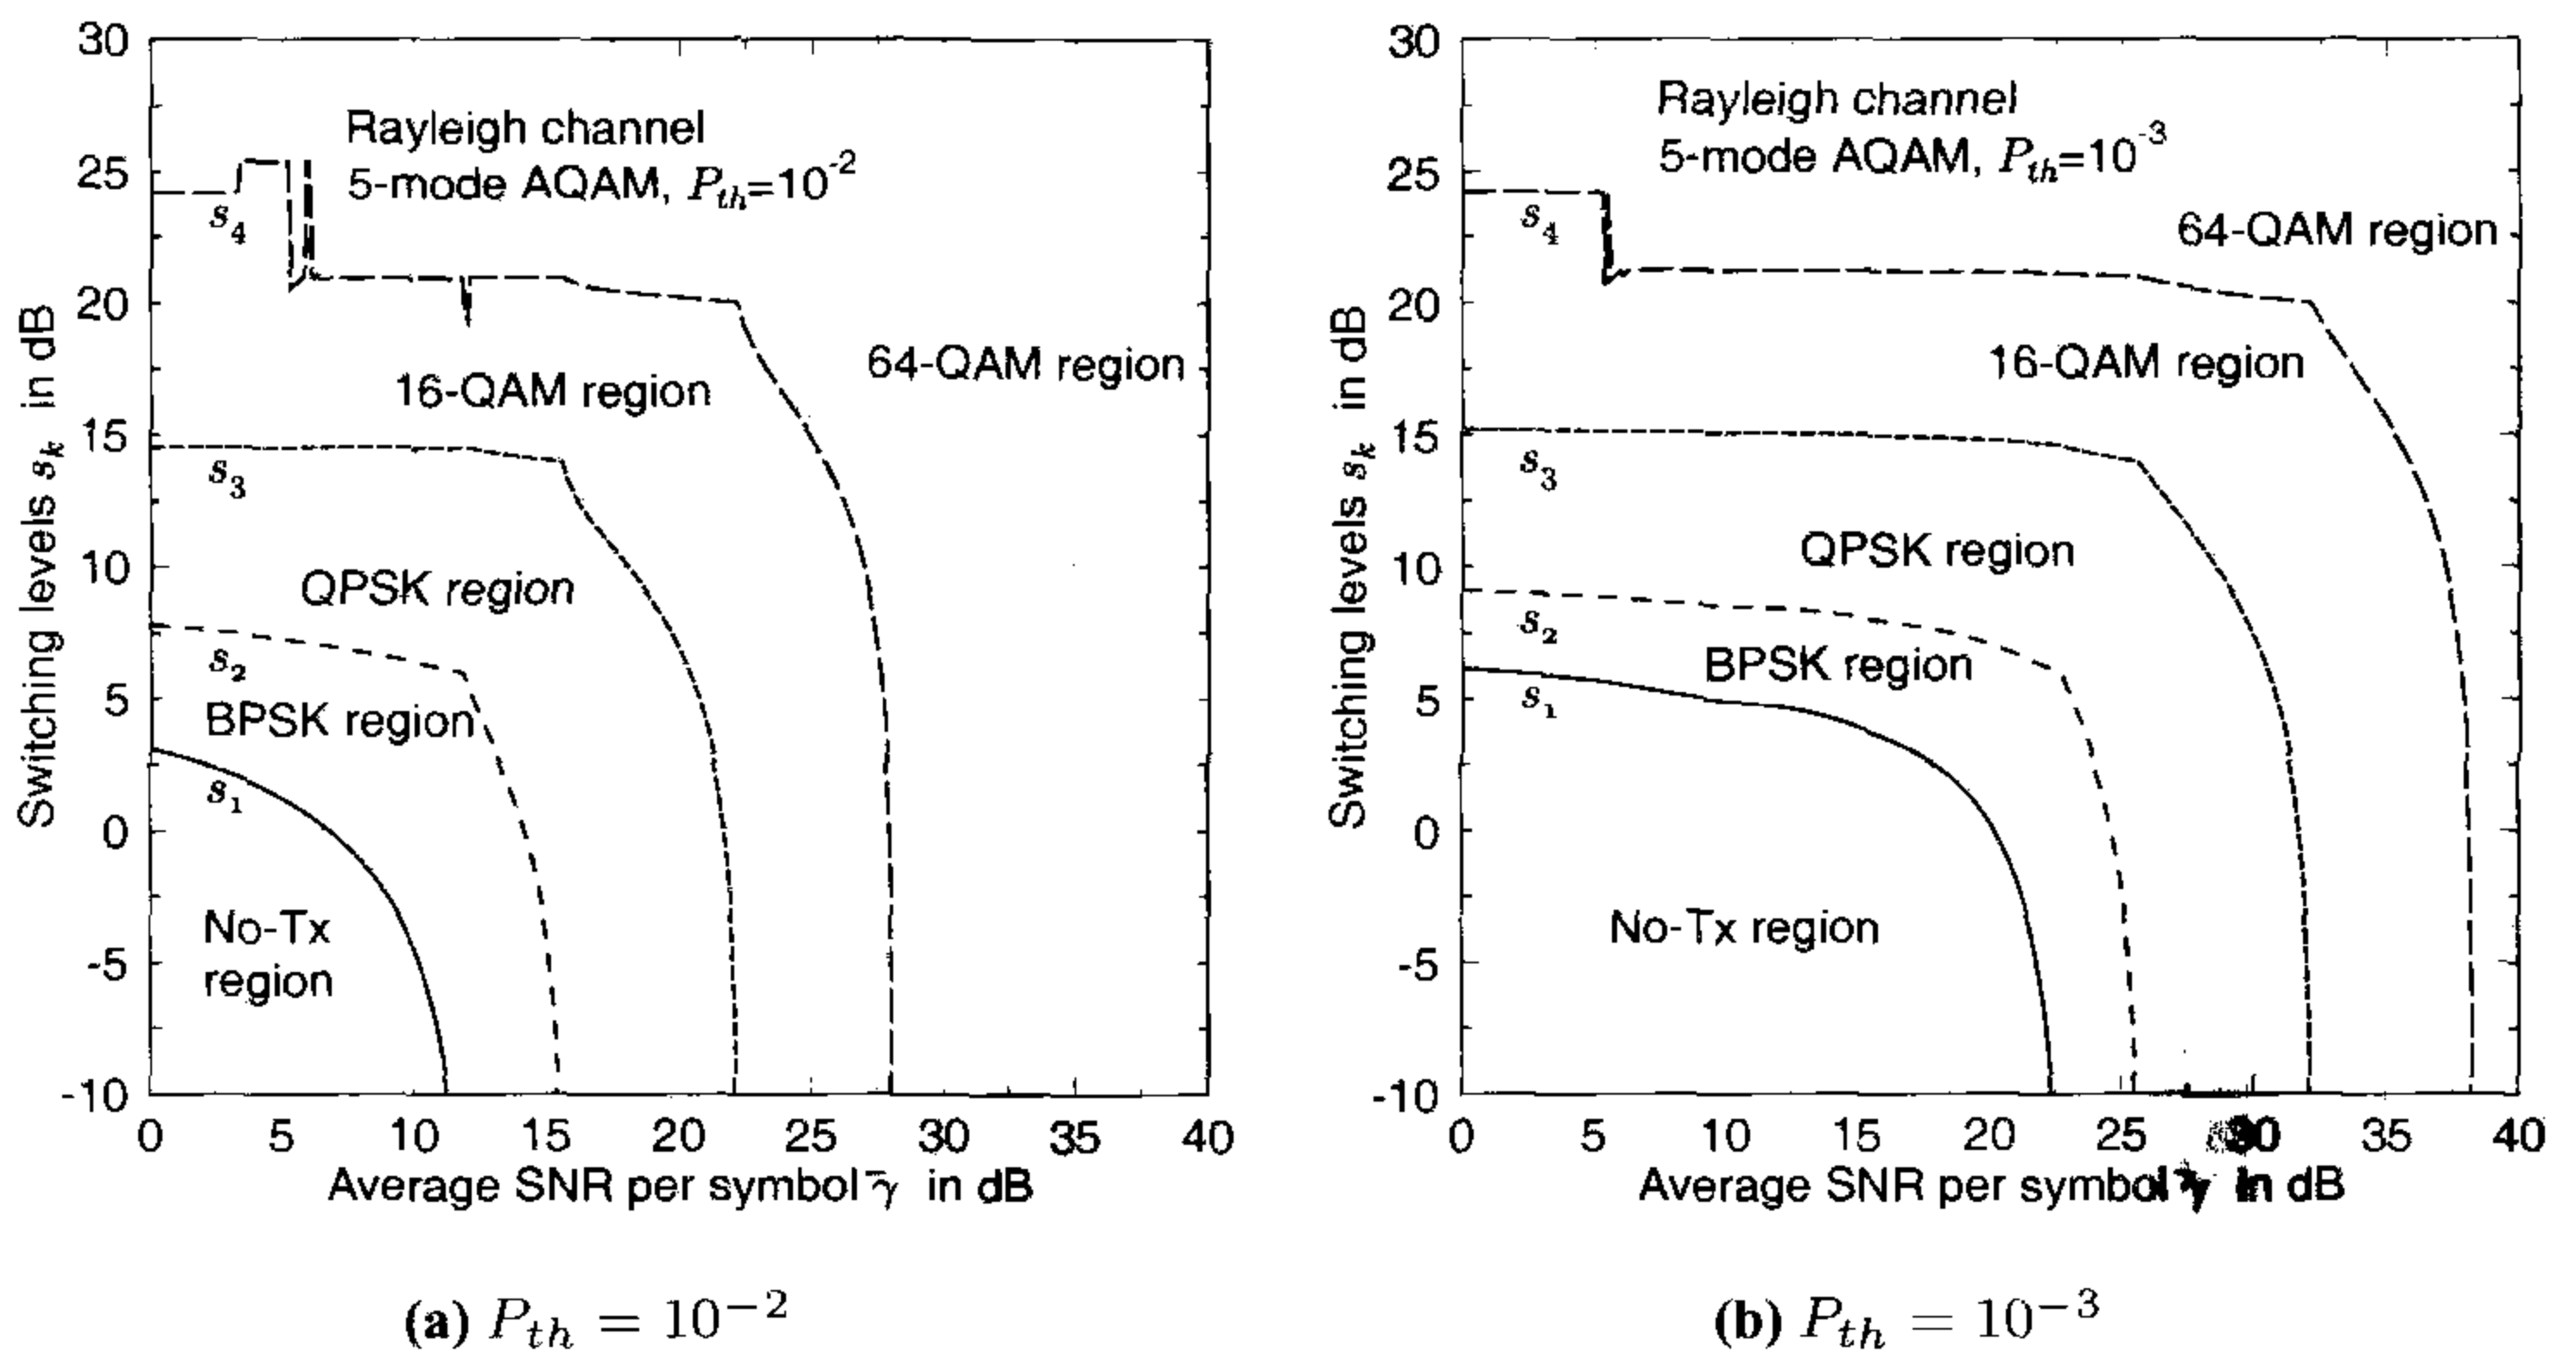 30
25
20
15
10
5
0
-5
-10
Switching levels s_k in dB
Rayleigh channel
5-mode AQAM, P_th=10^-2
s_4
64-QAM region
16-QAM region
s_3
QPSK region
s_2
BPSK region
s_1
No-Tx
region
0 5 10 15 20 25 30 35 40
Average SNR per symbol γ̄ in dB
(a) P_th = 10^−2
30
25
20
15
10
5
0
-5
-10
Switching levels s_k in dB
Rayleigh channel
5-mode AQAM, P_th=10^-3
s_4
64-QAM region
16-QAM region
s_3
QPSK region
s_2
BPSK region
s_1
No-Tx region
0 5 10 15 20 25 30 35 40
Average SNR per symbol γ̄ in dB
(b) P_th = 10^−3